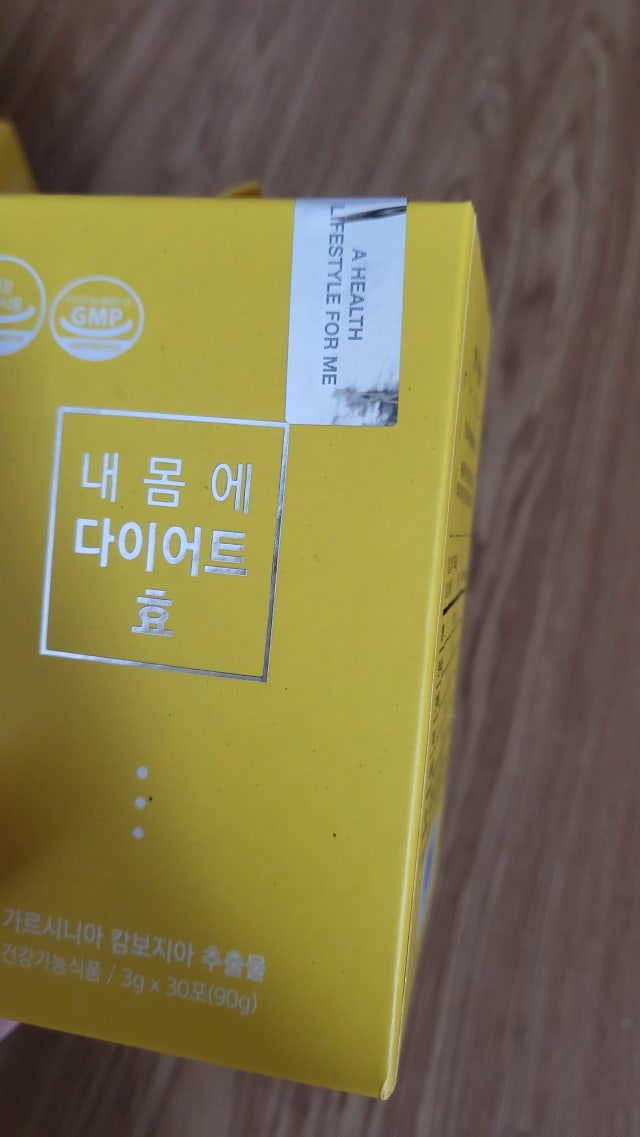 A HEALTH
LIFESTYLE FOR ME
GMP
내 몸에
다이어트
효
가르시니아 캄보지아 추출물
건강기능식품 / 3g x 30포(90g)